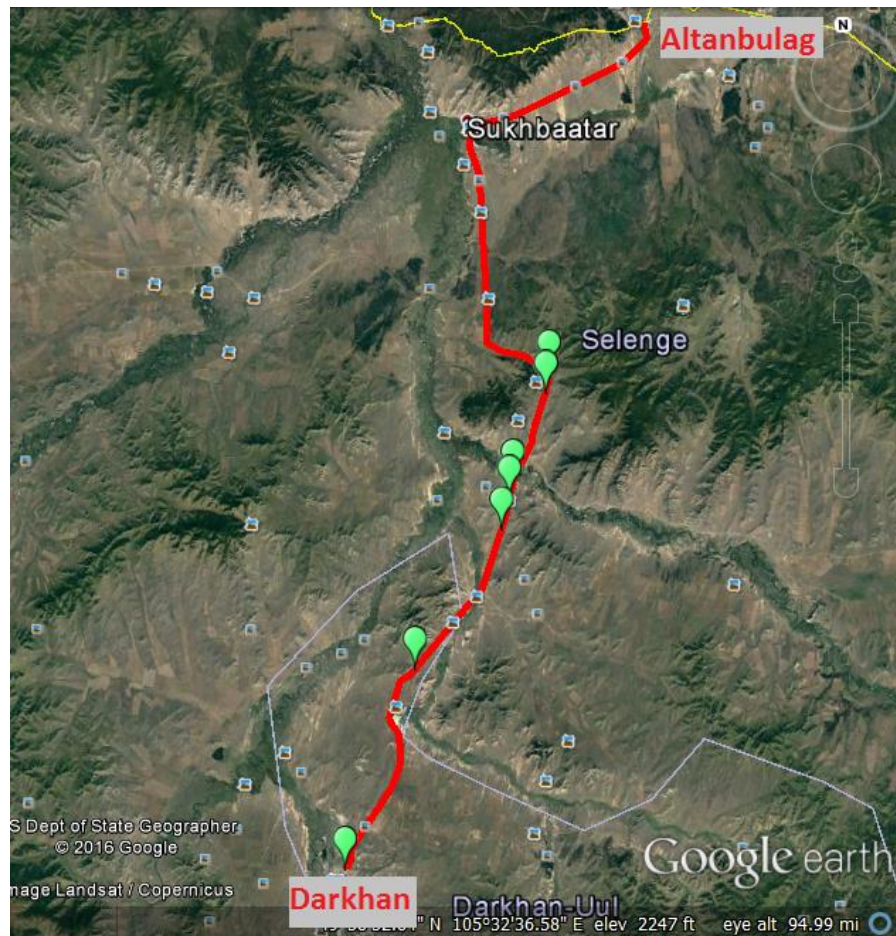 N
Altanbulag
Sukhbaatar
Selenge
S Dept of State Geographer
© 2016 Google
mage Landsat / Copernicus
Google earth
Darkhan
Darkhan-Uul
N 105°32'36.58" E elev 2247 ft eye alt 94.99 mi